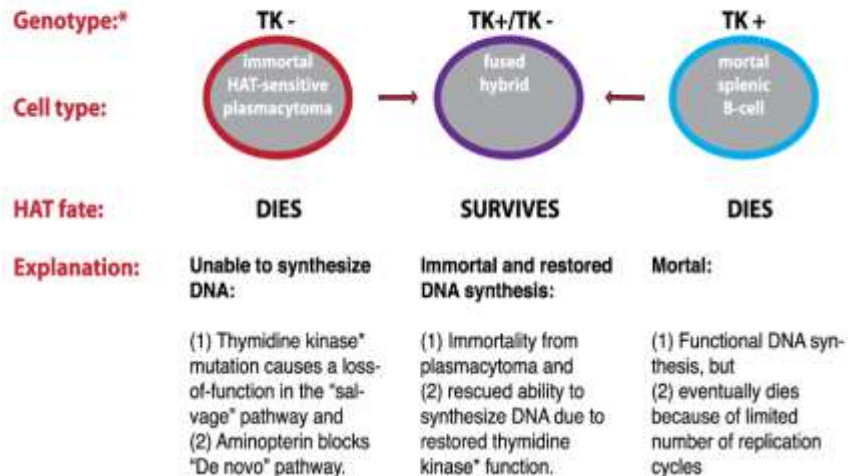 Genotype:* TK - TK+/TK - TK +
immortal
HAT-sensitive
plasmacytoma
fused
hybrid
mortal
splenic
B-cell
Cell type:
HAT fate: DIES SURVIVES DIES
Explanation:
Unable to synthesize
DNA:
(1) Thymidine kinase*
mutation causes a loss-
of-function in the "sal-
vage" pathway and
(2) Aminopterin blocks
"De novo" pathway.
Immortal and restored
DNA synthesis:
(1) Immortality from
plasmacytoma and
(2) rescued ability to
synthesize DNA due to
restored thymidine
kinase* function.
Mortal:
(1) Functional DNA syn-
thesis, but
(2) eventually dies
because of limited
number of replication
cycles